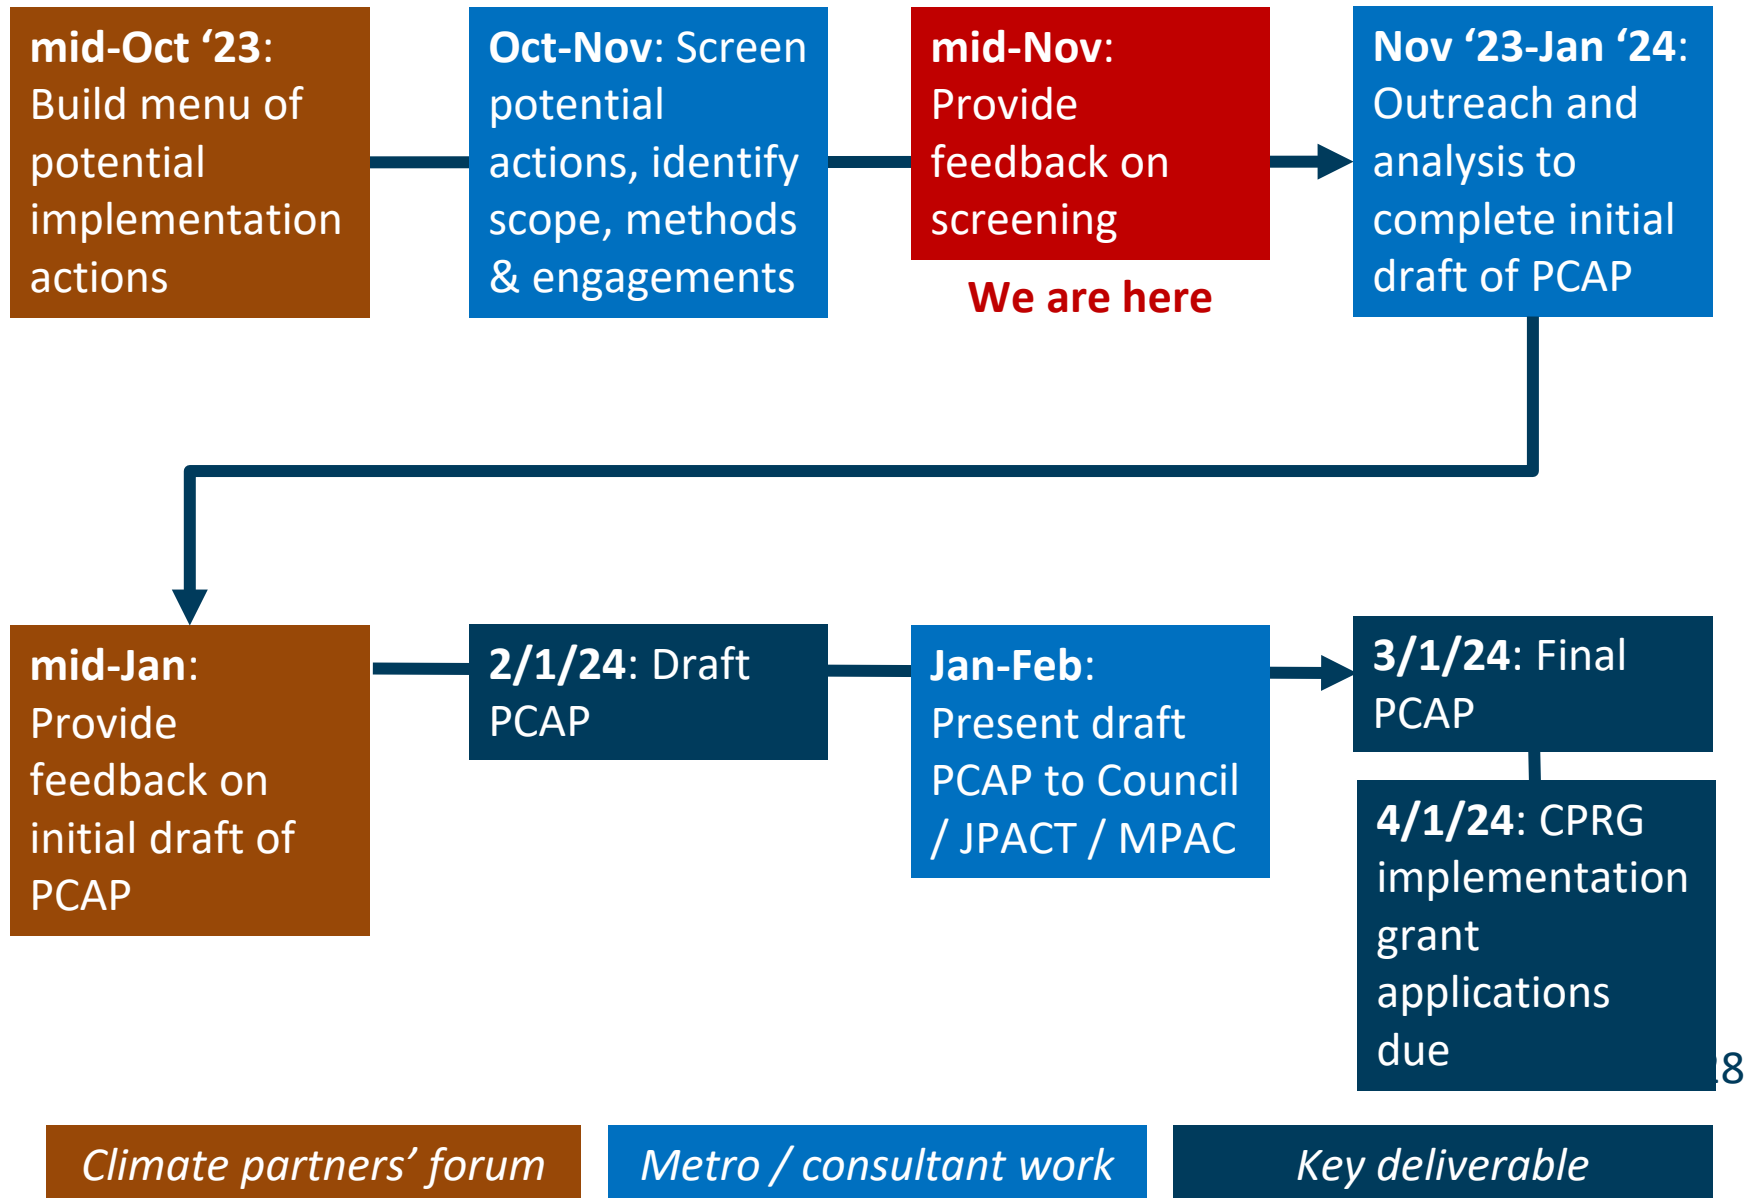 mid-Oct ‘23:
Build menu of
potential
implementation
actions
Oct-Nov: Screen
potential
actions, identify
scope, methods
& engagements
mid-Nov:
Provide
feedback on
screening
We are here
Nov ‘23-Jan ‘24:
Outreach and
analysis to
complete initial
draft of PCAP
mid-Jan:
Provide
feedback on
initial draft of
PCAP
2/1/24: Draft
PCAP
Jan-Feb:
Present draft
PCAP to Council
/ JPACT / MPAC
3/1/24: Final
PCAP
4/1/24: CPRG
implementation
grant
applications
due
Climate partners’ forum
Metro / consultant work
Key deliverable